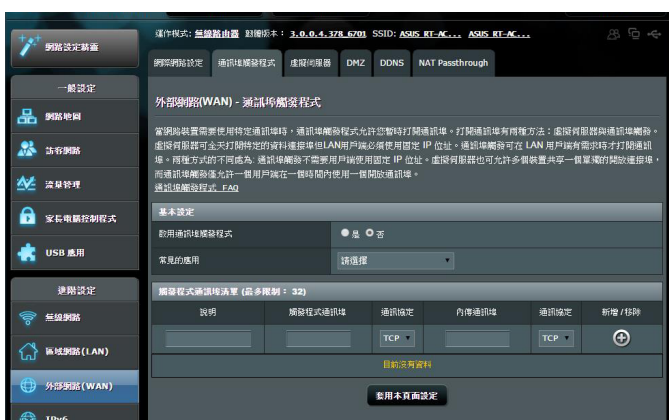 運作模式: 無線路由器 韌體版本: 3.0.0.4.378_6701 SSID: ASUS RT-AC... ASUS RT-AC...
網路設定精靈
網際網路設定 通訊埠觸發程式 虛擬伺服器 DMZ DDNS NAT Passthrough
一般設定
網路地圖
訪客網路
流量管理
家長電腦控制程式
USB 應用
進階設定
無線網路
區域網路(LAN)
外部網路(WAN)
IPv6
外部網路(WAN) - 通訊埠觸發程式
當網路裝置需要使用特定通訊埠時，通訊埠觸發程式允許您暫時打開通訊埠。打開通訊埠有兩種方法：虛擬伺服器與通訊埠觸發。
虛擬伺服器可全天打開特定的資料連接埠但LAN用戶端必須使用固定 IP 位址。通訊埠觸發可在 LAN 用戶端有需求時才打開通訊
埠。兩種方式的不同處為: 通訊埠觸發不需要用戶端使用固定 IP 位址。虛擬伺服器也可允許多個裝置共享一個單獨的開放連接埠，
而通訊埠觸發僅允許一個用戶端在一個時間內使用一個開放通訊埠。
通訊埠觸發程式 FAQ
基本設定
啟用通訊埠觸發程式 是 否
常見的應用 請選擇
觸發程式通訊埠清單 (最多限制： 32)
說明 觸發程式通訊埠 通訊協定 內傳通訊埠 通訊協定 新增 / 移除
TCP TCP
目前沒有資料
套用本頁面設定